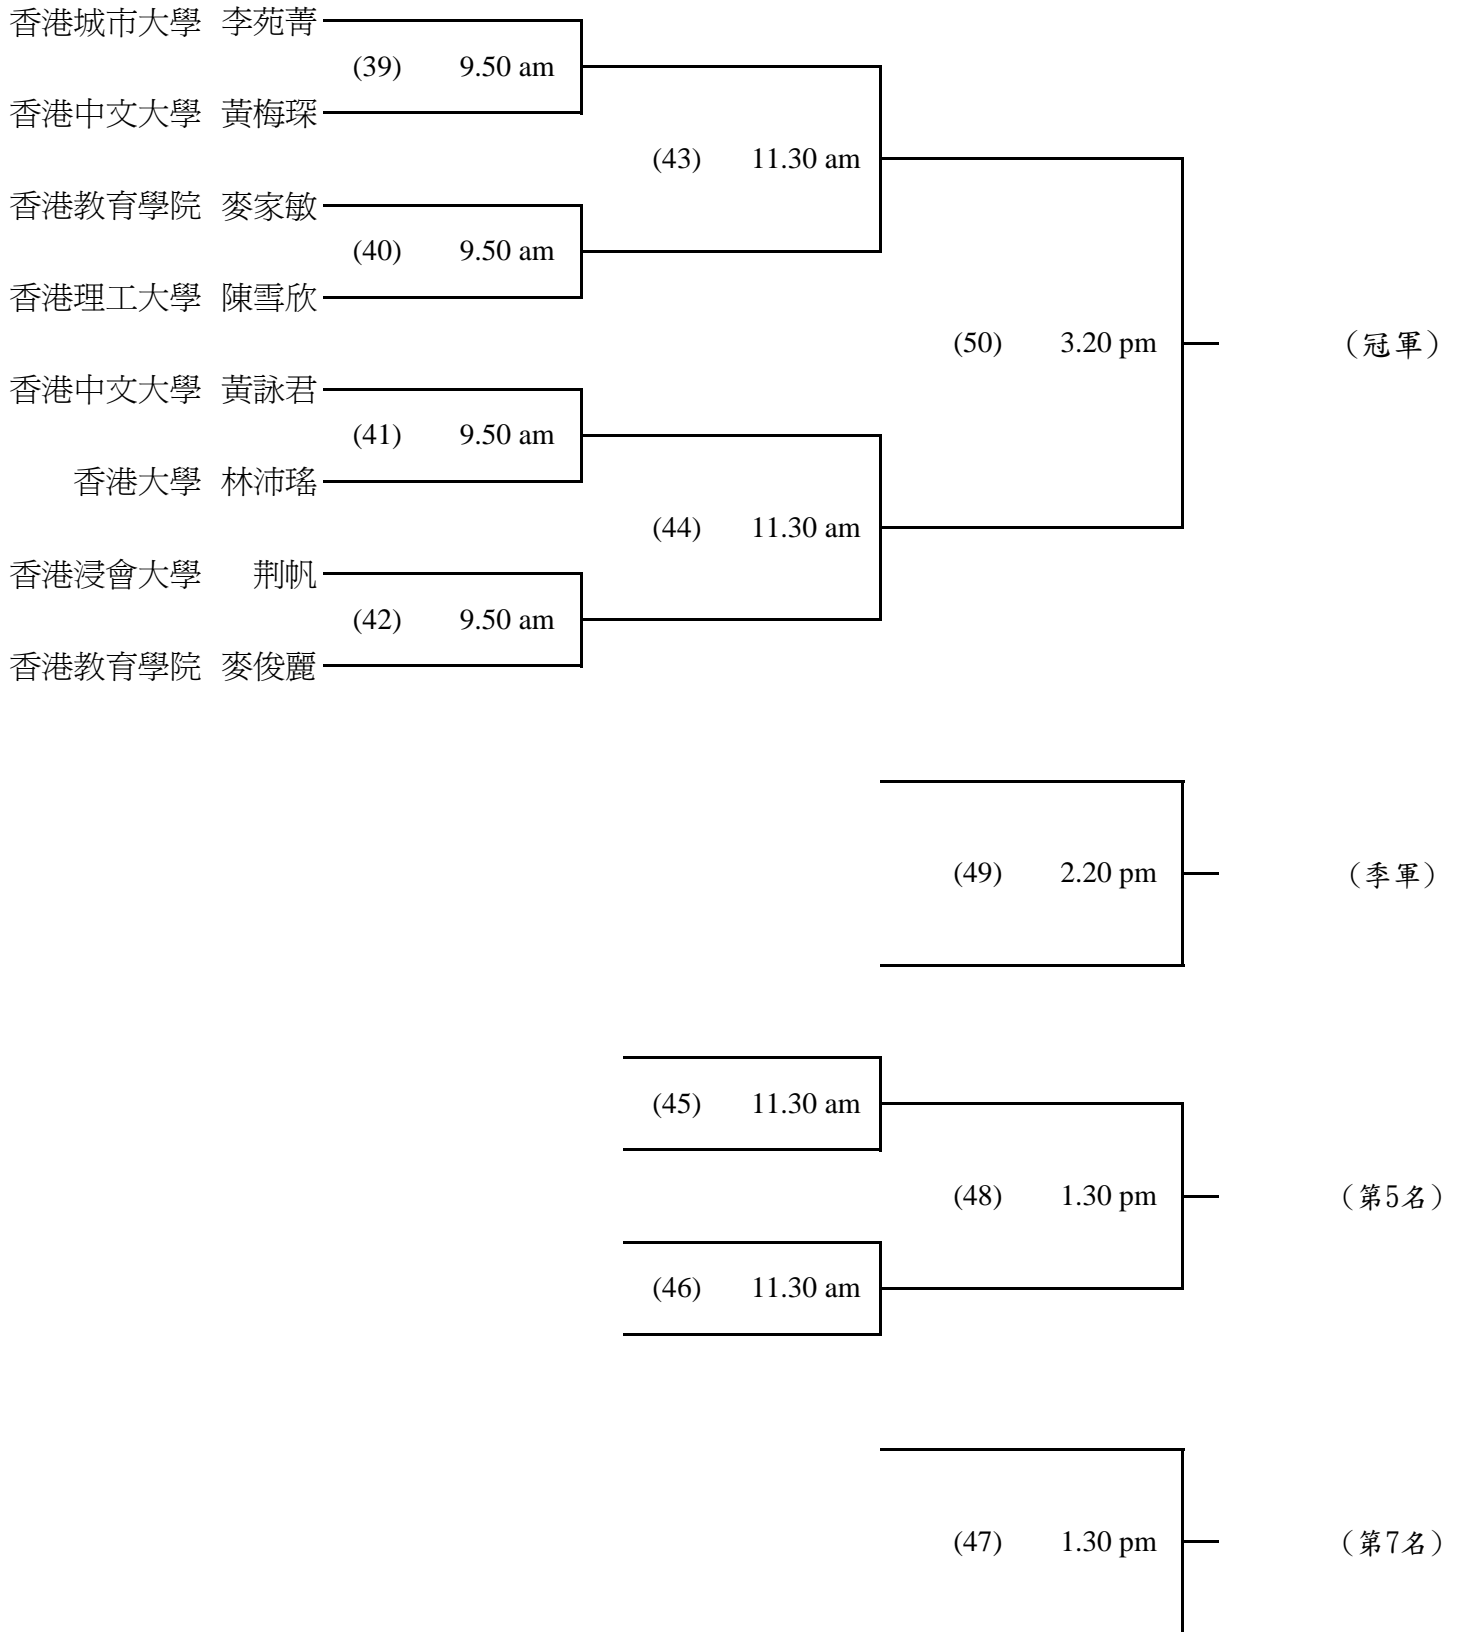 香港城市大學 李苑菁
(39) 9.50 am
香港中文大學 黃梅琛
(43) 11.30 am
香港教育學院 麥家敏
(40) 9.50 am
香港理工大學 陳雪欣
(50) 3.20 pm (冠軍)
香港中文大學 黃詠君
(41) 9.50 am
香港大學 林沛瑤
(44) 11.30 am
香港浸會大學 荆帆
(42) 9.50 am
香港教育學院 麥俊麗
(49) 2.20 pm (季軍)
(45) 11.30 am
(48) 1.30 pm (第5名)
(46) 11.30 am
(47) 1.30 pm (第7名)